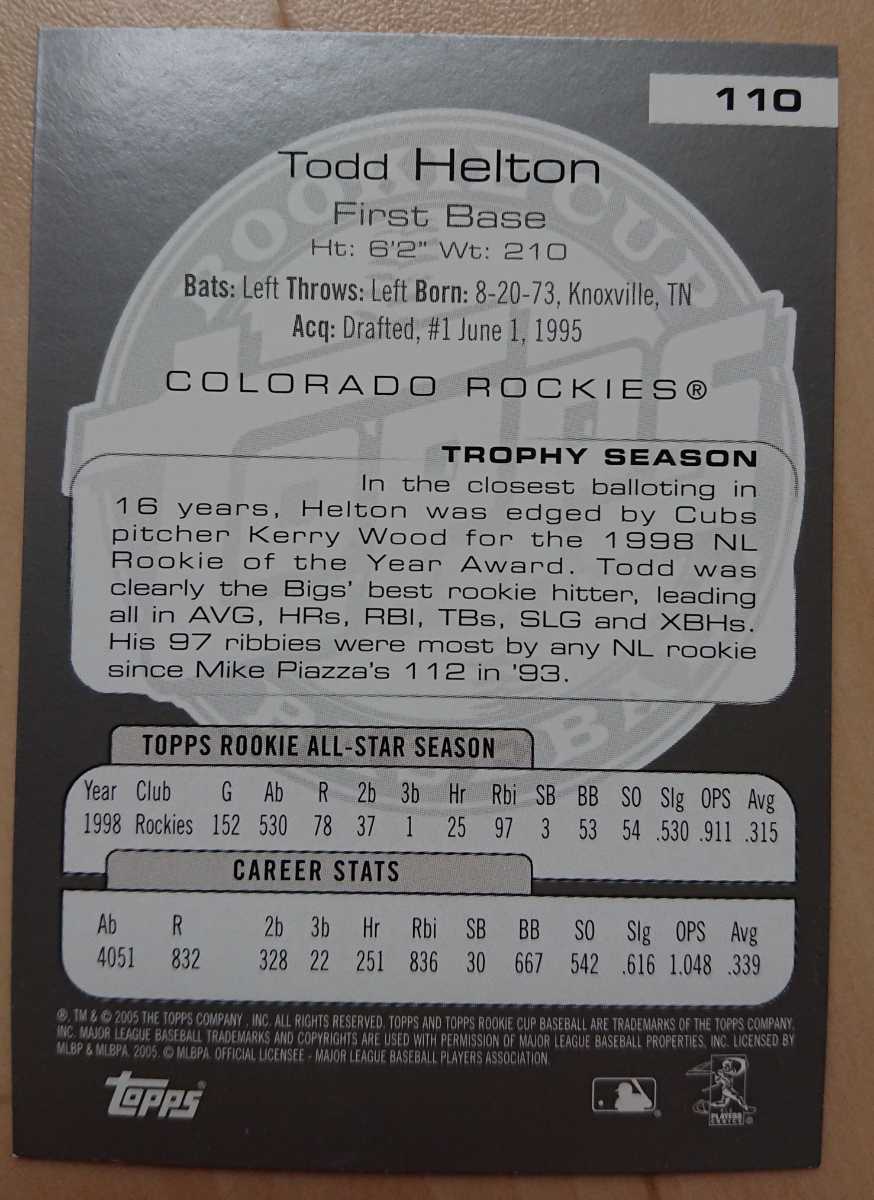 110
Todd Helton
First Base
Ht: 6'2" Wt: 210
Bats: Left Throws: Left Born: 8-20-73, Knoxville, TN
Acq: Drafted, #1 June 1, 1995
COLORADO ROCKIES®
ROOKIE CUP
TOPPS
BASEBALL
TROPHY SEASON
In the closest balloting in
16 years, Helton was edged by Cubs
pitcher Kerry Wood for the 1998 NL
Rookie of the Year Award. Todd was
clearly the Bigs' best rookie hitter, leading
all in AVG, HRs, RBI, TBs, SLG and XBHs.
His 97 ribbies were most by any NL rookie
since Mike Piazza's 112 in '93.
TOPPS ROOKIE ALL-STAR SEASON
Year Club G Ab R 2b 3b Hr Rbi SB BB SO Slg OPS Avg
1998 Rockies 152 530 78 37 1 25 97 3 53 54 .530 .911 .315
CAREER STATS
Ab R 2b 3b Hr Rbi SB BB SO Slg OPS Avg
4051 832 328 22 251 836 30 667 542 .616 1.048 .339
®, TM & © 2005 THE TOPPS COMPANY, INC. ALL RIGHTS RESERVED. TOPPS AND TOPPS ROOKIE CUP BASEBALL ARE TRADEMARKS OF THE TOPPS COMPANY,
INC. MAJOR LEAGUE BASEBALL TRADEMARKS AND COPYRIGHTS ARE USED WITH PERMISSION OF MAJOR LEAGUE BASEBALL PROPERTIES, INC. LICENSED BY
MLBP & MLBPA, 2005. © MLBPA. OFFICIAL LICENSEE - MAJOR LEAGUE BASEBALL PLAYERS ASSOCIATION.
Topps®
PLAYERS
CHOICE ®